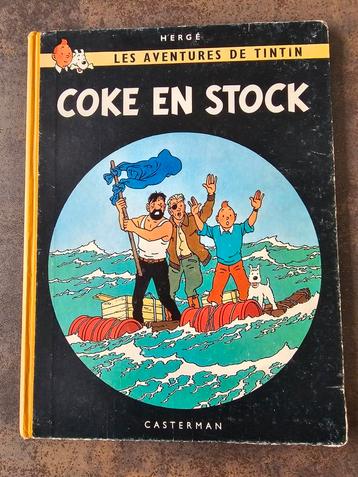 HERGÉ
LES AVENTURES DE TINTIN
COKE EN STOCK
CASTERMAN